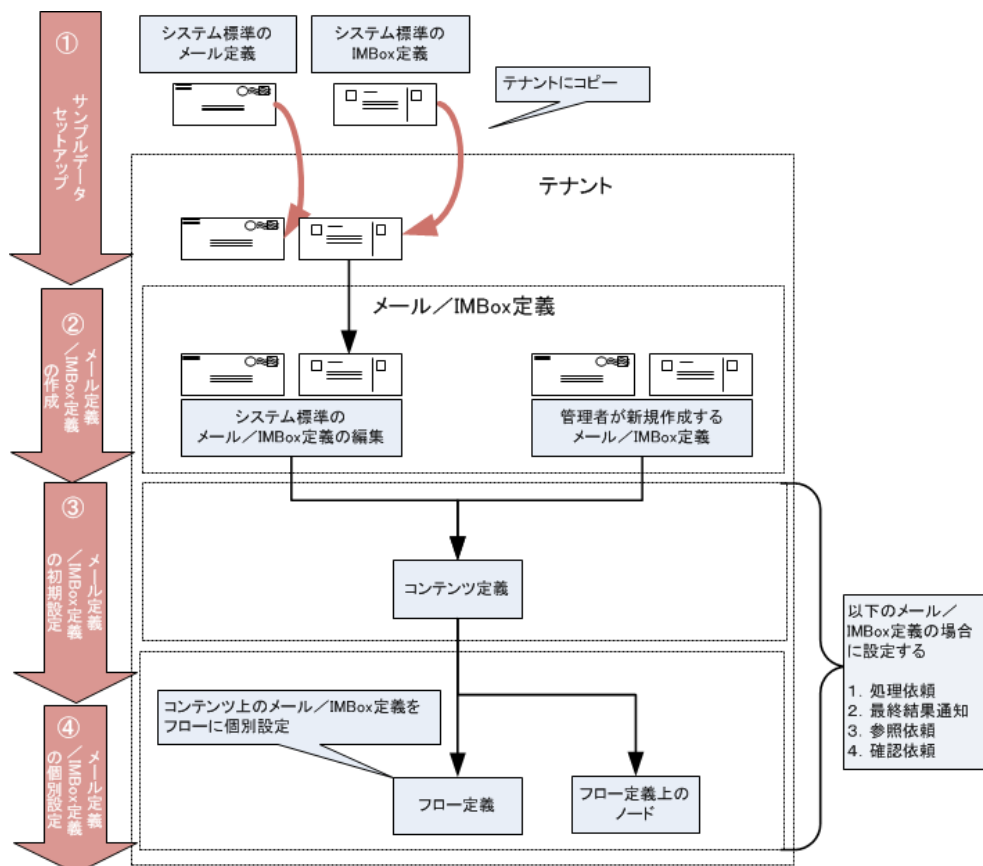 ①
サンプルデータ
セットアップ
システム標準の
メール定義
システム標準の
IMBox定義
テナントにコピー
テナント
②
メール定義
／IMBox定義
の作成
メール／IMBox定義
システム標準の
メール／IMBox定義の編集
管理者が新規作成する
メール／IMBox定義
③
メール定義
／IMBox定義
の初期設定
コンテンツ定義
以下のメール／
IMBox定義の場合
に設定する
1．処理依頼
2．最終結果通知
3．参照依頼
4．確認依頼
④
メール定義
／IMBox定義
の個別設定
コンテンツ上のメール／IMBox定義を
フローに個別設定
フロー定義
フロー定義上の
ノード